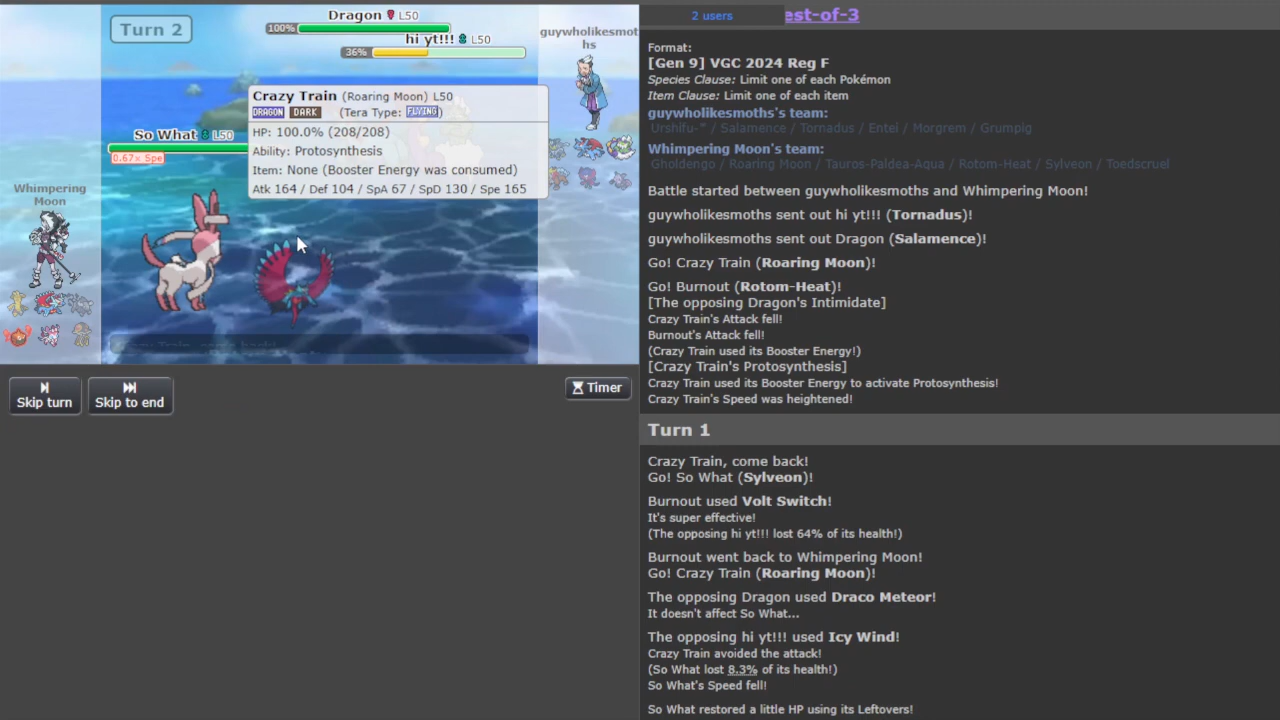 Turn 2
Dragon L50
100%
hi yt!!! L50
36%
guywholikesmot
hs
Crazy Train (Roaring Moon) L50
DRAGON DARK (Tera Type: FLYING)
HP: 100.0% (208/208)
Ability: Protosynthesis
Item: None (Booster Energy was consumed)
Atk 164 / Def 104 / SpA 67 / SpD 130 / Spe 165
So What L50
0.67× Spe
Whimpering
Moon
Skip turn
Skip to end
Timer
2 users
est-of-3
Format:
[Gen 9] VGC 2024 Reg F
Species Clause: Limit one of each Pokémon
Item Clause: Limit one of each item
guywholikesmoths's team:
Urshifu-* / Salamence / Tornadus / Entei / Morgrem / Grumpig
Whimpering Moon's team:
Gholdengo / Roaring Moon / Tauros-Paldea-Aqua / Rotom-Heat / Sylveon / Toedscruel
Battle started between guywholikesmoths and Whimpering Moon!
guywholikesmoths sent out hi yt!!! (Tornadus)!
guywholikesmoths sent out Dragon (Salamence)!
Go! Crazy Train (Roaring Moon)!
Go! Burnout (Rotom-Heat)!
[The opposing Dragon's Intimidate]
Crazy Train's Attack fell!
Burnout's Attack fell!
(Crazy Train used its Booster Energy!)
[Crazy Train's Protosynthesis]
Crazy Train used its Booster Energy to activate Protosynthesis!
Crazy Train's Speed was heightened!
Turn 1
Crazy Train, come back!
Go! So What (Sylveon)!
Burnout used Volt Switch!
It's super effective!
(The opposing hi yt!!! lost 64% of its health!)
Burnout went back to Whimpering Moon!
Go! Crazy Train (Roaring Moon)!
The opposing Dragon used Draco Meteor!
It doesn't affect So What...
The opposing hi yt!!! used Icy Wind!
Crazy Train avoided the attack!
(So What lost 8.3% of its health!)
So What's Speed fell!
So What restored a little HP using its Leftovers!